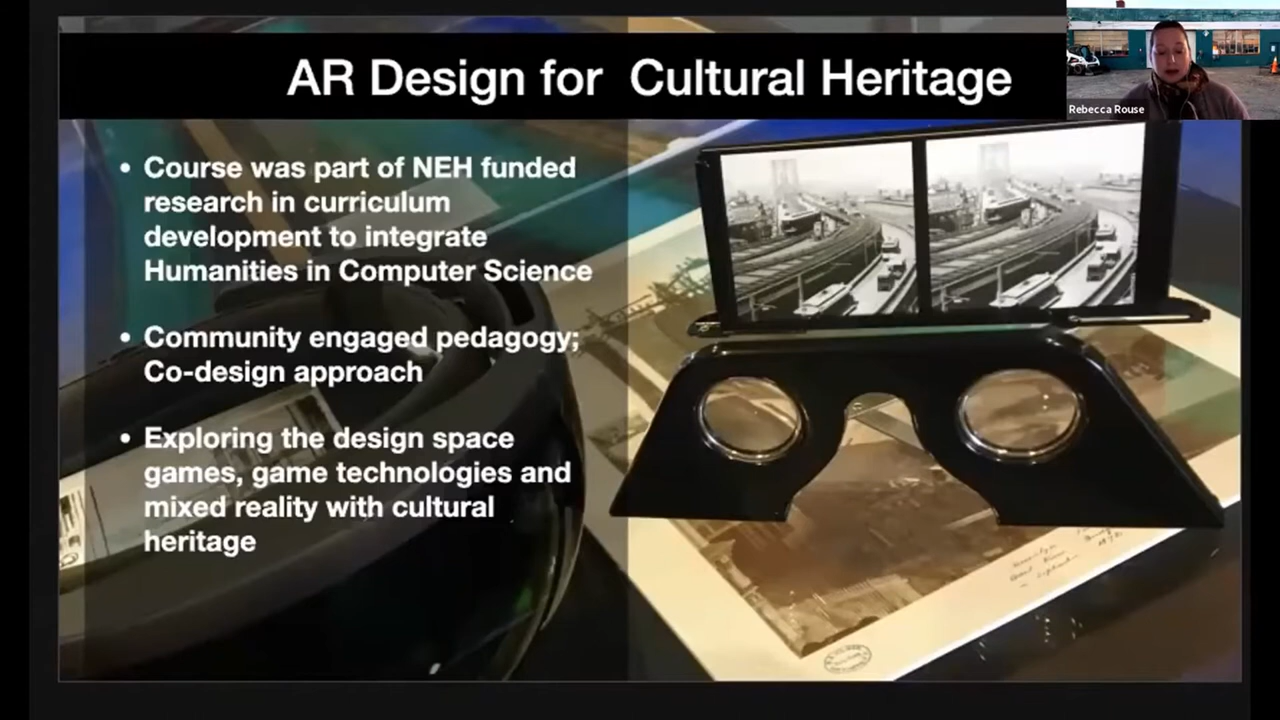 AR Design for Cultural Heritage
Rebecca Rouse
• Course was part of NEH funded
research in curriculum
development to integrate
Humanities in Computer Science
• Community engaged pedagogy;
Co-design approach
• Exploring the design space
games, game technologies and
mixed reality with cultural
heritage